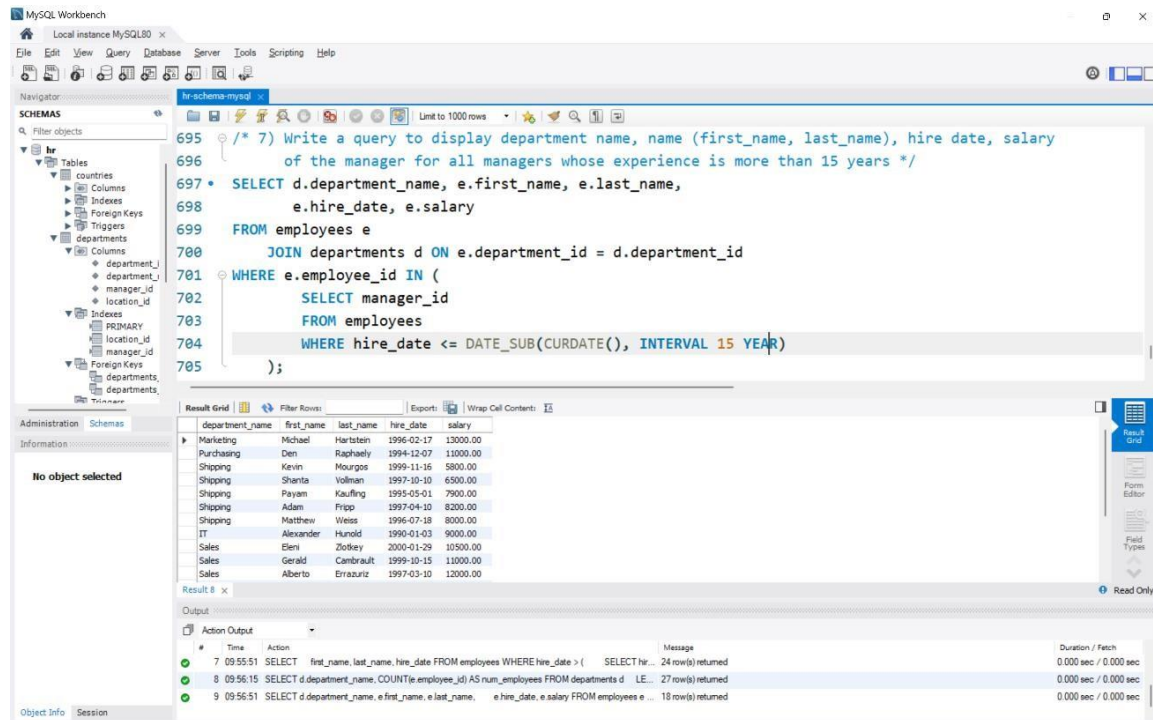 MySQL Workbench
Local instance MySQL80 ×
File Edit View Query Database Server Tools Scripting Help
Navigator
hr-schema-mysql ×
SCHEMAS
Filter objects
Limit to 1000 rows
hr
Tables
countries
Columns
Indexes
Foreign Keys
Triggers
departments
Columns
department_i
department_
manager_id
location_id
Indexes
PRIMARY
location_id
manager_id
Foreign Keys
departments_
departments_
Triggers
695 /* 7) Write a query to display department name, name (first_name, last_name), hire date, salary
696 of the manager for all managers whose experience is more than 15 years */
697 SELECT d.department_name, e.first_name, e.last_name,
698 e.hire_date, e.salary
699 FROM employees e
700 JOIN departments d ON e.department_id = d.department_id
701 WHERE e.employee_id IN (
702 SELECT manager_id
703 FROM employees
704 WHERE hire_date <= DATE_SUB(CURDATE(), INTERVAL 15 YEAR)
705 );
Administration Schemas
Information
No object selected
Result Grid Filter Rows: Export: Wrap Cell Content:
department_name first_name last_name hire_date salary
Marketing Michael Hartstein 1996-02-17 13000.00
Purchasing Den Raphaely 1994-12-07 11000.00
Shipping Kevin Mourgos 1999-11-16 5800.00
Shipping Shanta Vollman 1997-10-10 6500.00
Shipping Payam Kaufling 1995-05-01 7900.00
Shipping Adam Fripp 1997-04-10 8200.00
Shipping Matthew Weiss 1996-07-18 8000.00
IT Alexander Hunold 1990-01-03 9000.00
Sales Eleni Zlotkey 2000-01-29 10500.00
Sales Gerald Cambrault 1999-10-15 11000.00
Sales Alberto Errazuriz 1997-03-10 12000.00
Result Grid
Form Editor
Field Types
Result 8 ×
Read Only
Output
Action Output
# Time Action Message Duration / Fetch
7 09:55:51 SELECT first_name, last_name, hire_date FROM employees WHERE hire_date > ( SELECT hir... 24 row(s) returned 0.000 sec / 0.000 sec
8 09:56:15 SELECT d.department_name, COUNT(e.employee_id) AS num_employees FROM departments d LE... 27 row(s) returned 0.000 sec / 0.000 sec
9 09:56:51 SELECT d.department_name, e.first_name, e.last_name, e.hire_date, e.salary FROM employees e ... 18 row(s) returned 0.000 sec / 0.000 sec
Object Info Session